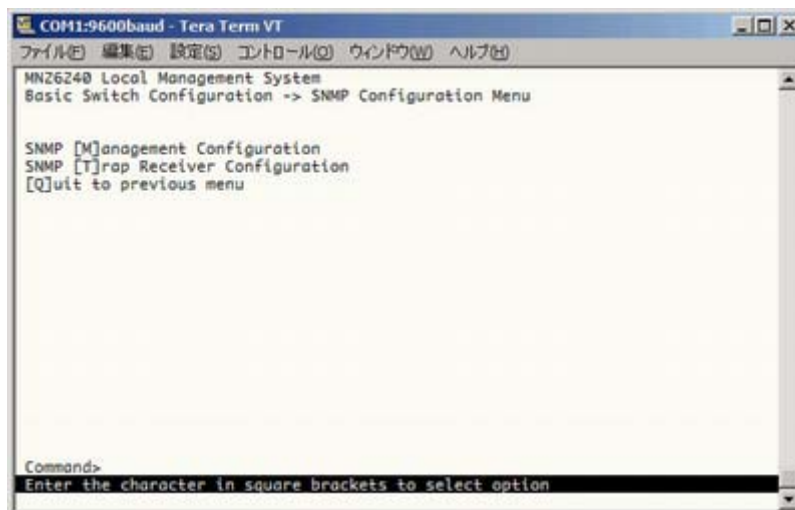 COM1:9600baud - Tera Term VT
ファイル(F) 編集(E) 設定(S) コントロール(O) ウィンドウ(W) ヘルプ(H)
MN26240 Local Management System
Basic Switch Configuration -> SNMP Configuration Menu
SNMP [M]anagement Configuration
SNMP [T]rap Receiver Configuration
[Q]uit to previous menu
Command>
Enter the character in square brackets to select option